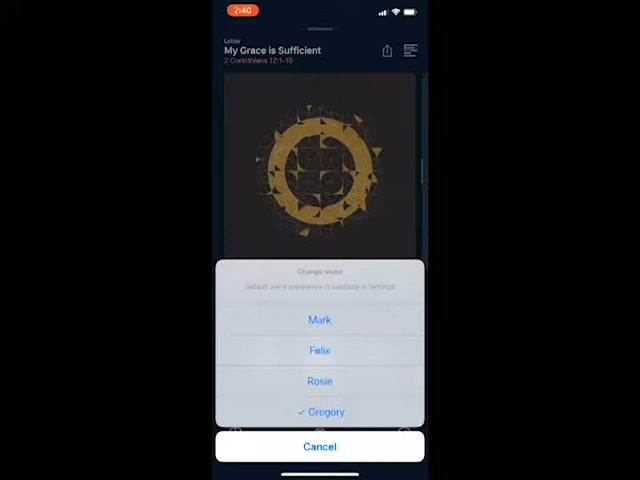 2:40
Letter
My Grace is Sufficient
2 Corinthians 12:1-10
Change voice
Default voice preference is available in Settings
Mark
Felix
Rosie
✓ Gregory
Cancel